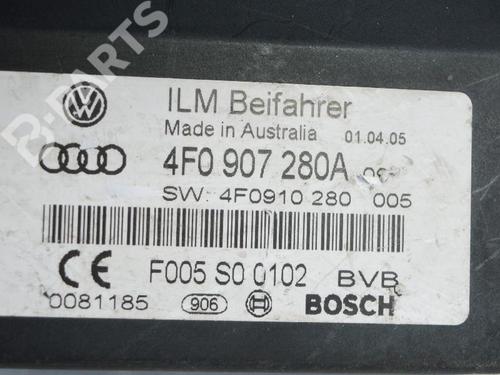 B-PARTS
ILM Beifahrer
Made in Australia 01.04.05
4F0 907 280A
SW: 4F0910 280 005
CE F005 S0 0102 BVB
0081185 906 BOSCH